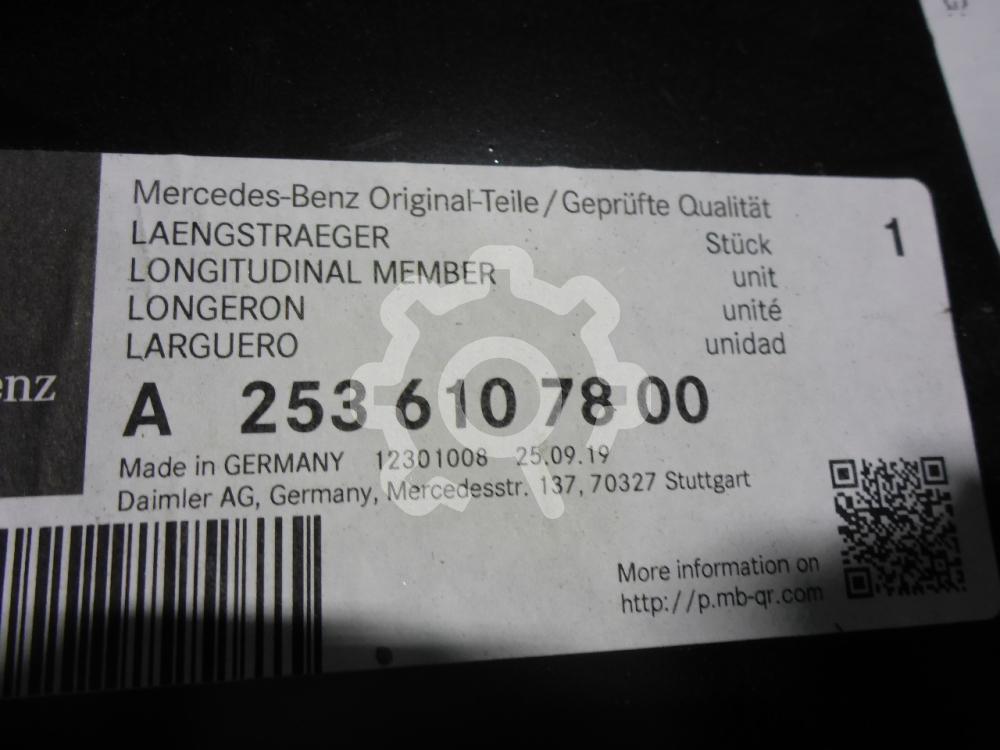 Mercedes-Benz Original-Teile/Geprüfte Qualität
LAENGSTRAEGER Stück 1
LONGITUDINAL MEMBER unit
LONGERON unité
LARGUERO unidad
enz
A 253 610 78 00
Made in GERMANY 12301008 25.09.19
Daimler AG, Germany, Mercedesstr. 137, 70327 Stuttgart
More information on
http://p.mb-qr.com